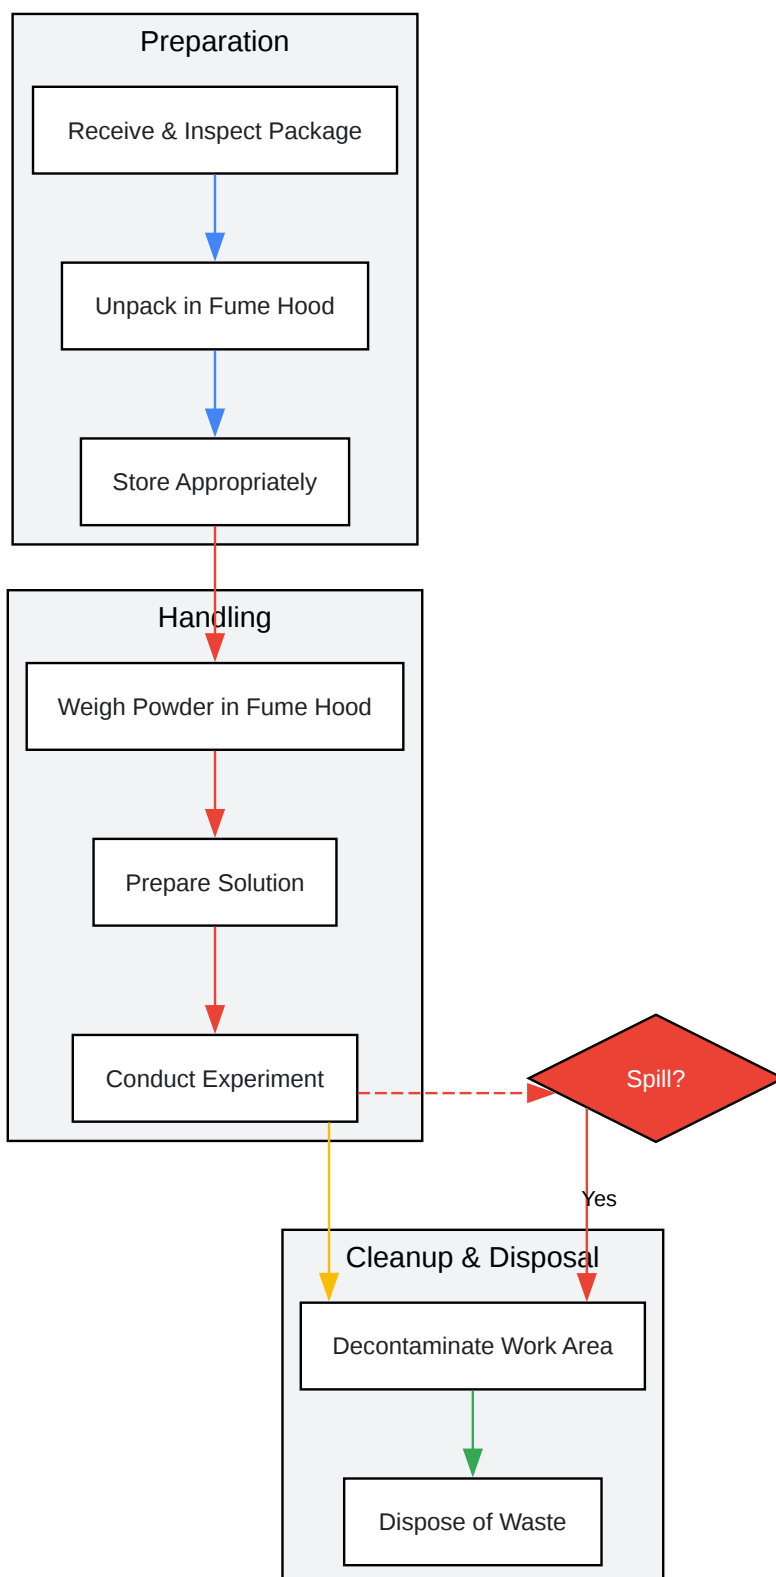 Preparation
Receive & Inspect Package
Unpack in Fume Hood
Store Appropriately
Handling
Weigh Powder in Fume Hood
Prepare Solution
Conduct Experiment
Spill?
Yes
Cleanup & Disposal
Decontaminate Work Area
Dispose of Waste